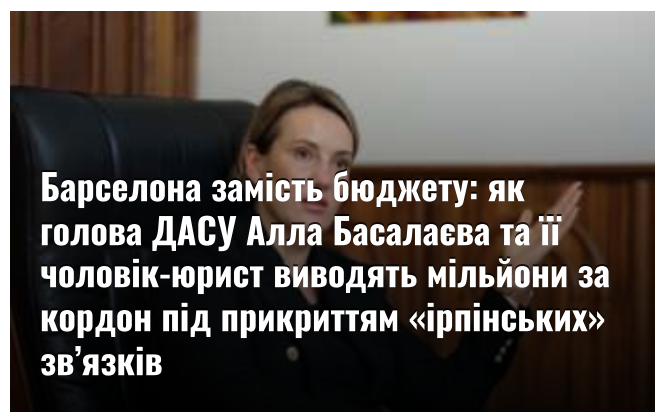 Барселона замість бюджету: як
голова ДАСУ Алла Басалаєва та її
чоловік-юрист виводять мільйони за
кордон під прикриттям «ірпінських»
зв’язків